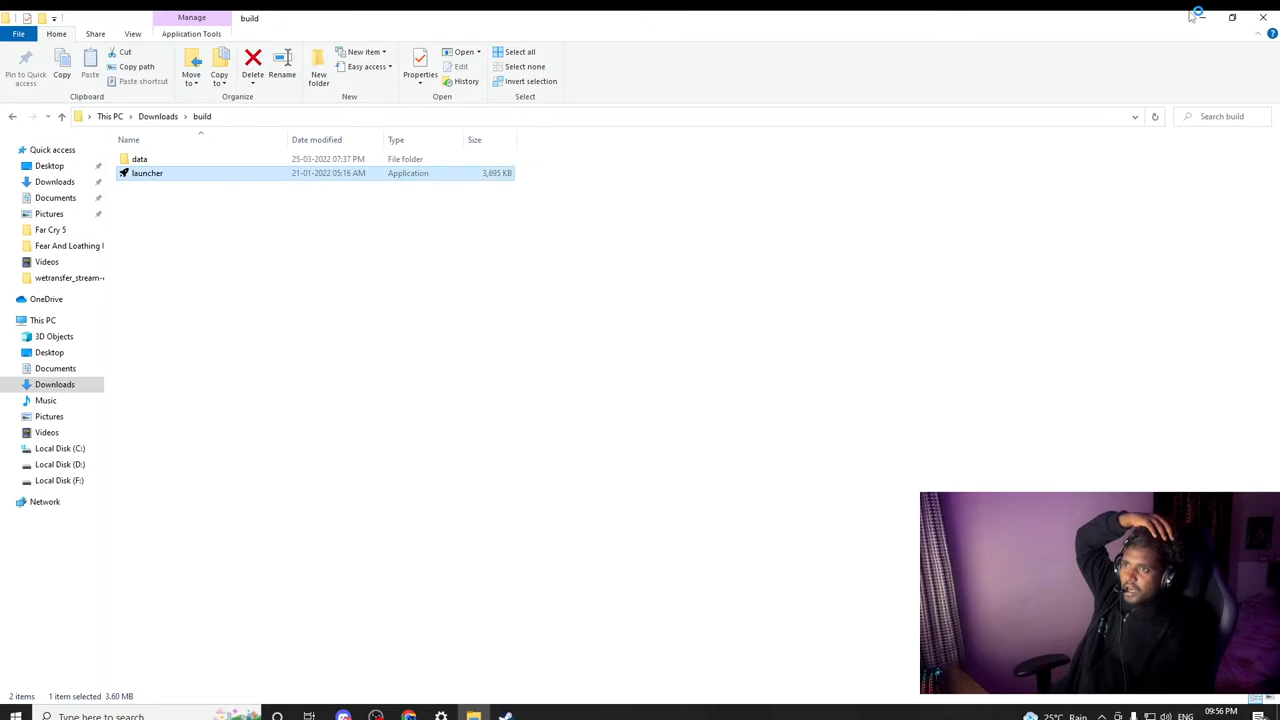 Manage
build
File
Home
Share
View
Application Tools
Pin to Quick access
Copy
Paste
Cut
Copy path
Paste shortcut
Clipboard
Move to
Copy to
Delete
Rename
Organize
New folder
New item
Easy access
New
Properties
Open
Edit
History
Open
Select all
Select none
Invert selection
Select
This PC > Downloads > build
Search build
Name
Date modified
Type
Size
data 25-03-2022 07:37 PM File folder
launcher 21-01-2022 05:16 AM Application 3,695 KB
Quick access
Desktop
Downloads
Documents
Pictures
Far Cry 5
Fear And Loathing
Videos
wetransfer_stream-
OneDrive
This PC
3D Objects
Desktop
Documents
Downloads
Music
Pictures
Videos
Local Disk (C:)
Local Disk (D:)
Local Disk (F:)
Network
2 items 1 item selected 3.60 MB
Type here to search
25°C Rain
ENG
09:56 PM